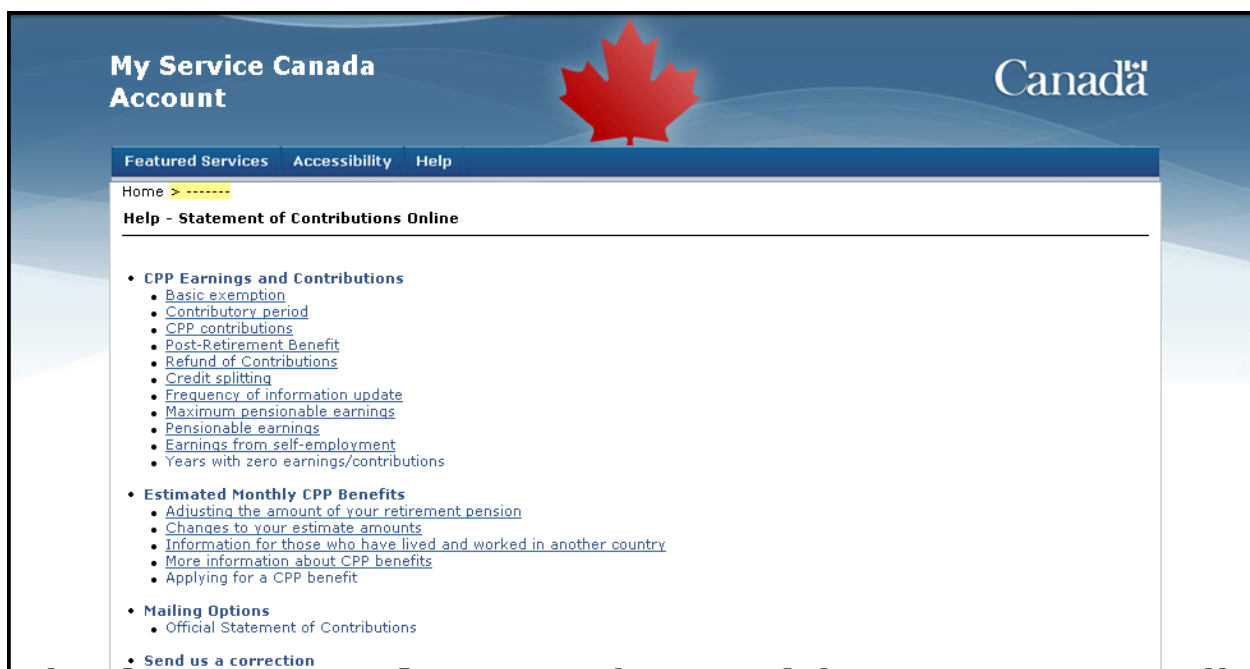 My Service Canada
Account
Canada
Featured Services Accessibility Help
Home > -------
Help - Statement of Contributions Online
• CPP Earnings and Contributions
• Basic exemption
• Contributory period
• CPP contributions
• Post-Retirement Benefit
• Refund of Contributions
• Credit splitting
• Frequency of information update
• Maximum pensionable earnings
• Pensionable earnings
• Earnings from self-employment
• Years with zero earnings/contributions
• Estimated Monthly CPP Benefits
• Adjusting the amount of your retirement pension
• Changes to your estimate amounts
• Information for those who have lived and worked in another country
• More information about CPP benefits
• Applying for a CPP benefit
• Mailing Options
• Official Statement of Contributions
• Send us a correction